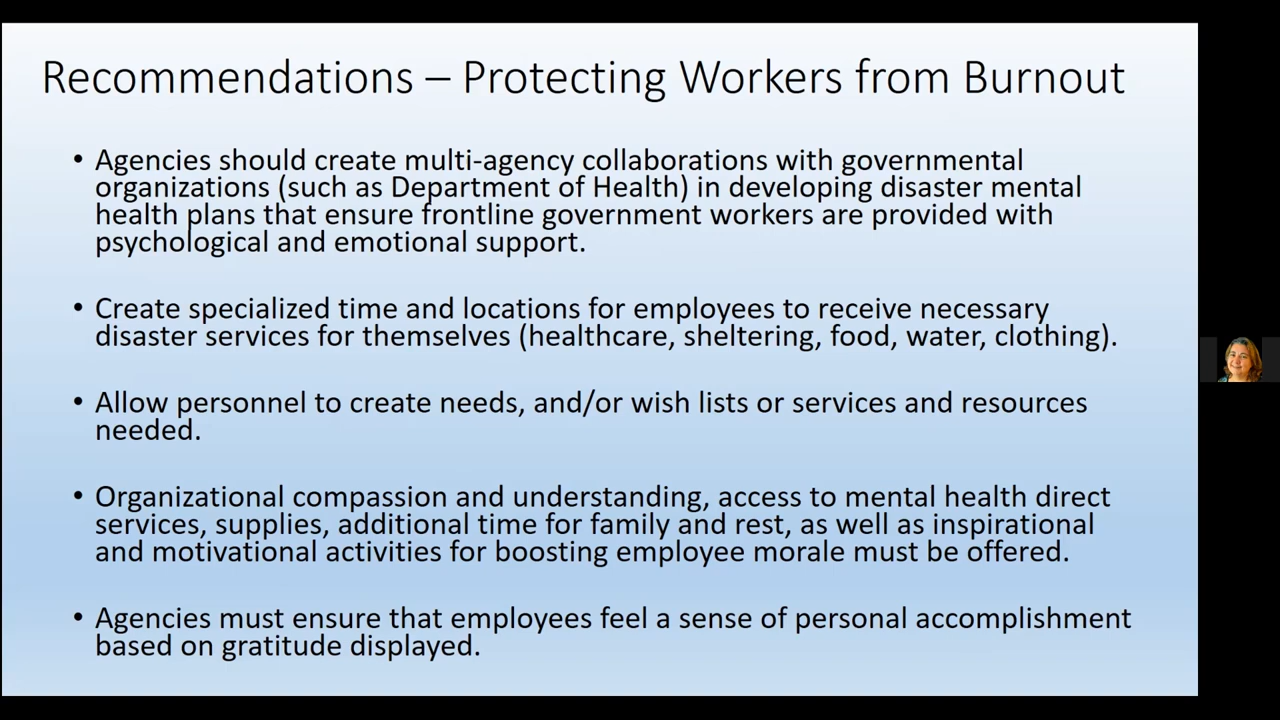 Recommendations – Protecting Workers from Burnout
• Agencies should create multi-agency collaborations with governmental
organizations (such as Department of Health) in developing disaster mental
health plans that ensure frontline government workers are provided with
psychological and emotional support.
• Create specialized time and locations for employees to receive necessary
disaster services for themselves (healthcare, sheltering, food, water, clothing).
• Allow personnel to create needs, and/or wish lists or services and resources
needed.
• Organizational compassion and understanding, access to mental health direct
services, supplies, additional time for family and rest, as well as inspirational
and motivational activities for boosting employee morale must be offered.
• Agencies must ensure that employees feel a sense of personal accomplishment
based on gratitude displayed.